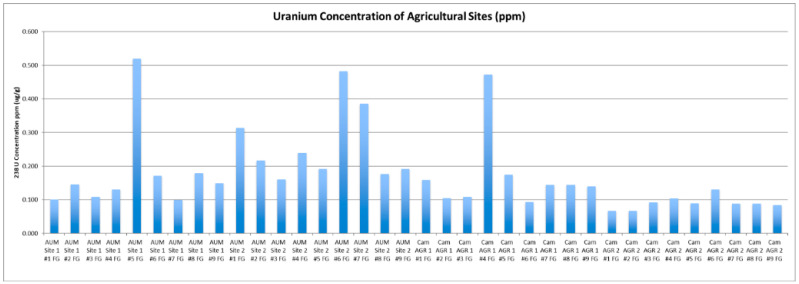 Uranium Concentration of Agricultural Sites (ppm)
238 U Concentration ppm (ug/g)
0.600
0.500
0.400
0.300
0.200
0.100
0.000
AUM Site 1 #1 FG
AUM Site 1 #2 FG
AUM Site 1 #3 FG
AUM Site 1 #4 FG
AUM Site 1 #5 FG
AUM Site 1 #6 FG
AUM Site 1 #7 FG
AUM Site 1 #8 FG
AUM Site 1 #9 FG
AUM Site 2 #1 FG
AUM Site 2 #2 FG
AUM Site 2 #3 FG
AUM Site 2 #4 FG
AUM Site 2 #5 FG
AUM Site 2 #6 FG
AUM Site 2 #7 FG
AUM Site 2 #8 FG
AUM Site 2 #9 FG
Cam AGR 1 #1 FG
Cam AGR 1 #2 FG
Cam AGR 1 #3 FG
Cam AGR 1 #4 FG
Cam AGR 1 #5 FG
Cam AGR 1 #6 FG
Cam AGR 1 #7 FG
Cam AGR 1 #8 FG
Cam AGR 1 #9 FG
Cam AGR 2 #1 FG
Cam AGR 2 #2 FG
Cam AGR 2 #3 FG
Cam AGR 2 #4 FG
Cam AGR 2 #5 FG
Cam AGR 2 #6 FG
Cam AGR 2 #7 FG
Cam AGR 2 #8 FG
Cam AGR 2 #9 FG